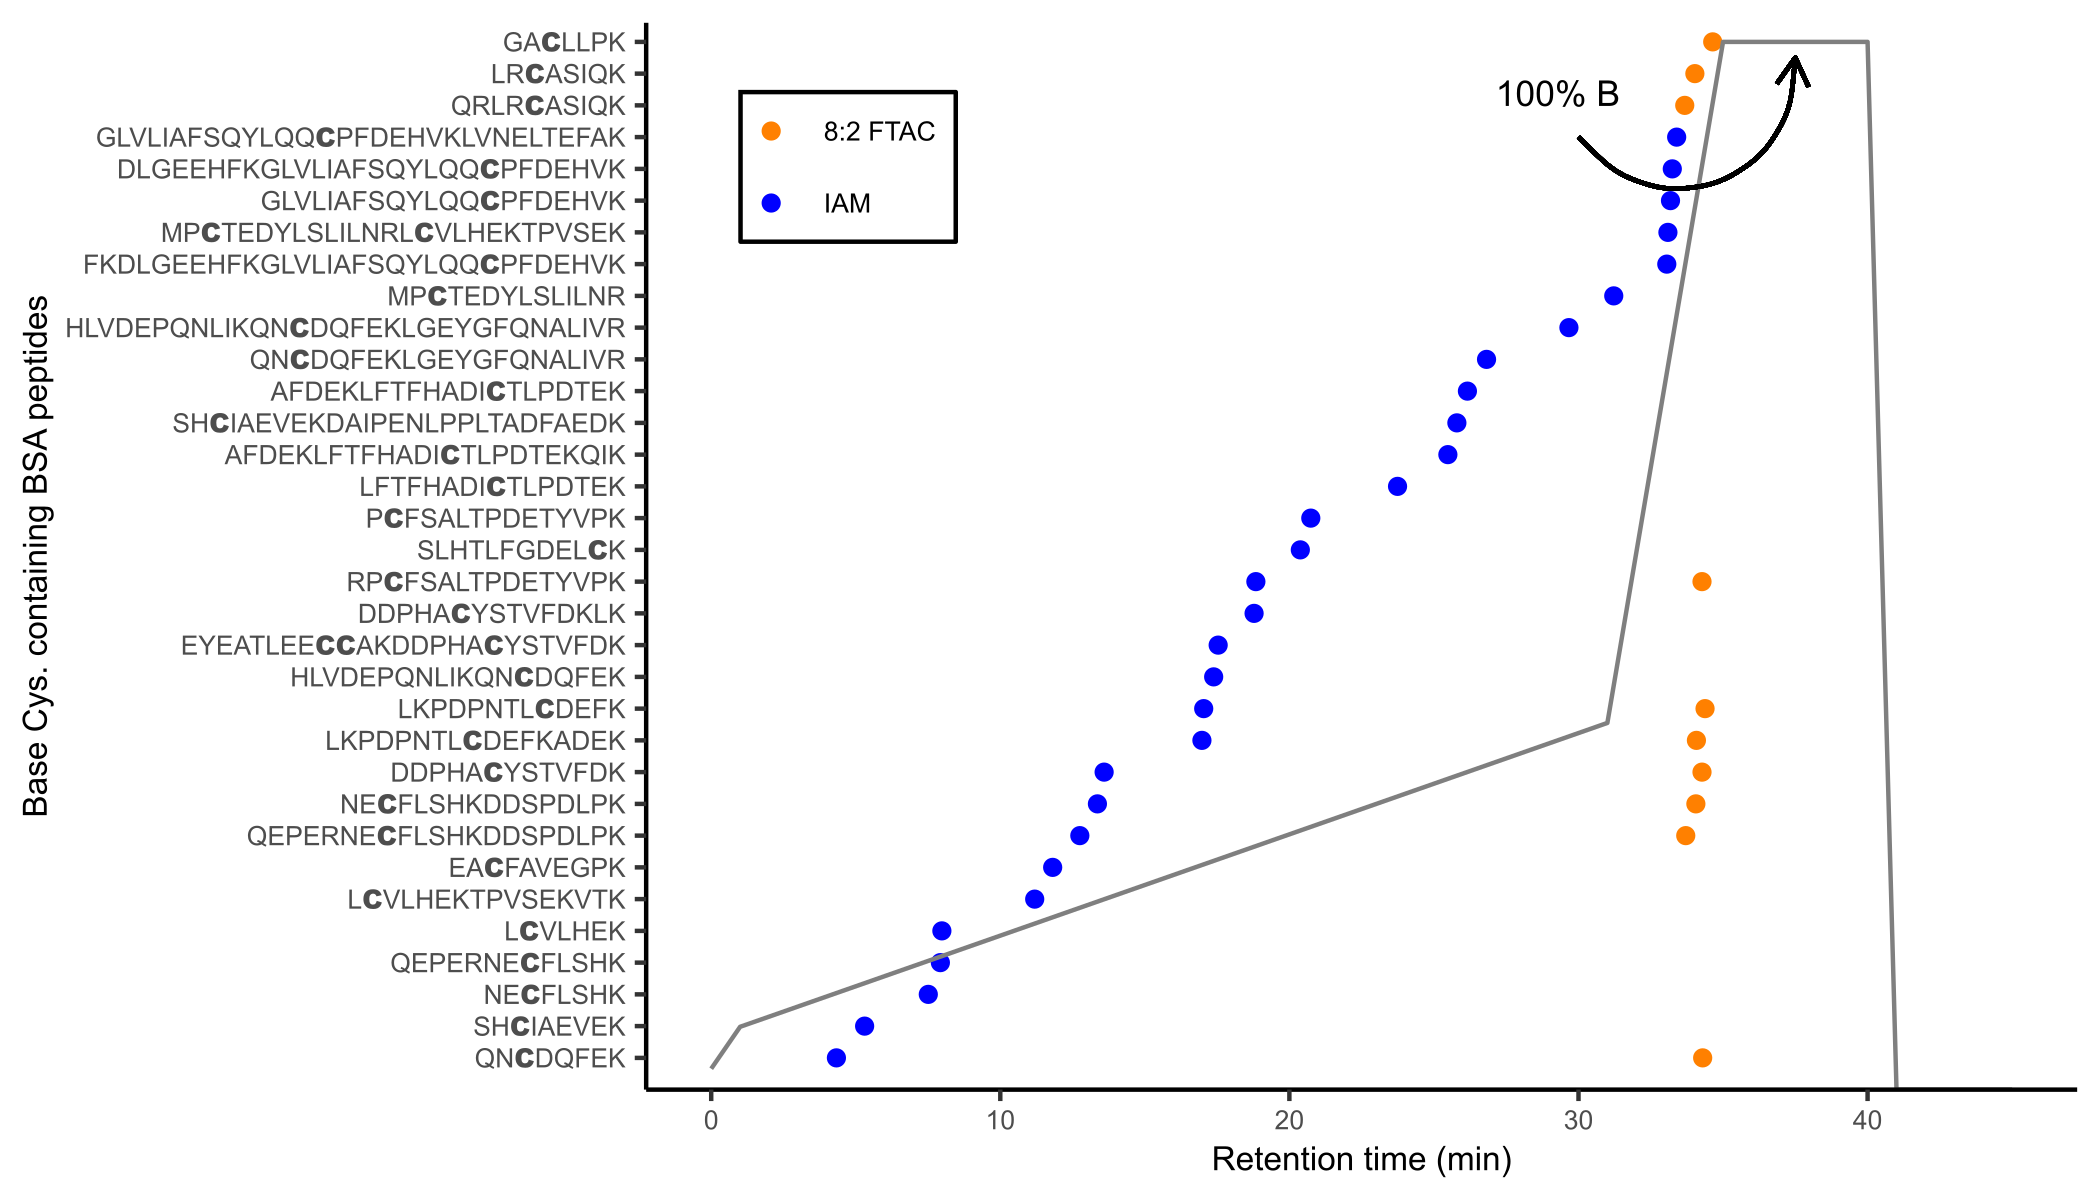 GACLLPK
LRCASIQK
QRLRCASIQK
GLVLIAFSQYLQQCPFDEHVKLVNELTEFAK
DLGEEHFKGLVLIAFSQYLQQCPFDEHVK
GLVLIAFSQYLQQCPFDEHVK
MPCTEDYLSLILNRLCVLHEKTPVSEK
FKDLGEEHFKGLVLIAFSQYLQQCPFDEHVK
MPCTEDYLSLILNR
HLVDEPQNLIKQNCDQFEKLGEYGFQNALIVR
QNCDQFEKLGEYGFQNALIVR
AFDEKLFTFHADICTLPDTEK
SHCIAEVEKDAIPENLPPLTADFAEDK
AFDEKLFTFHADICTLPDTEKQIK
LFTFHADICTLPDTEK
PCFSALTPDETYVPK
SLHTLFGDELCK
RPCFSALTPDETYVPK
DDPHACYSTVFDKLK
EYEATLEECCAKDDPHACYSTVFDK
HLVDEPQNLIKQNCDQFEK
LKPDPNTLCDEFK
LKPDPNTLCDEFKADEK
DDPHACYSTVFDK
NECFLSHKDDSPDLPK
QEPERNECFLSHKDDSPDLPK
EACFAVEGPK
LCVLHEKTPVSEKVTK
LCVLHEK
QEPERNECFLSHK
NECFLSHK
SHCIAEVEK
QNCDQFEK
Base Cys. containing BSA peptides
8:2 FTAC
IAM
100% B
0 10 20 30 40
Retention time (min)